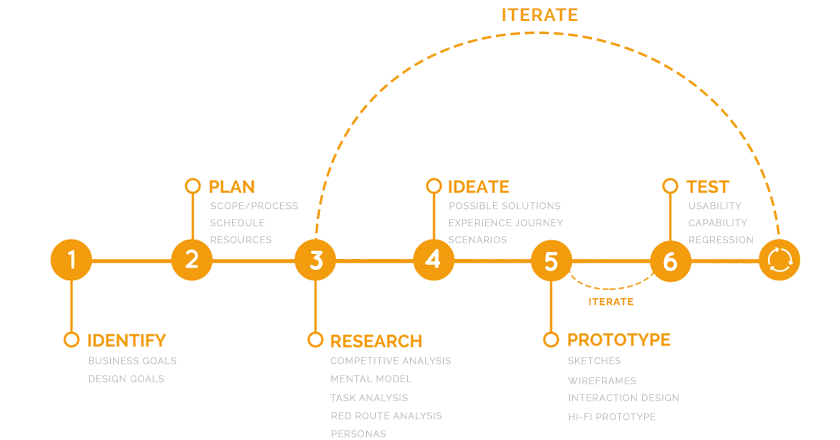 ITERATE
PLAN
SCOPE/PROCESS
SCHEDULE
RESOURCES
IDEATE
POSSIBLE SOLUTIONS
EXPERIENCE JOURNEY
SCENARIOS
TEST
USABILITY
CAPABILITY
REGRESSION
1
2
3
4
5
6
ITERATE
IDENTIFY
BUSINESS GOALS
DESIGN GOALS
RESEARCH
COMPETITIVE ANALYSIS
MENTAL MODEL
TASK ANALYSIS
RED ROUTE ANALYSIS
PERSONAS
PROTOTYPE
SKETCHES
WIREFRAMES
INTERACTION DESIGN
HI-FI PROTOTYPE